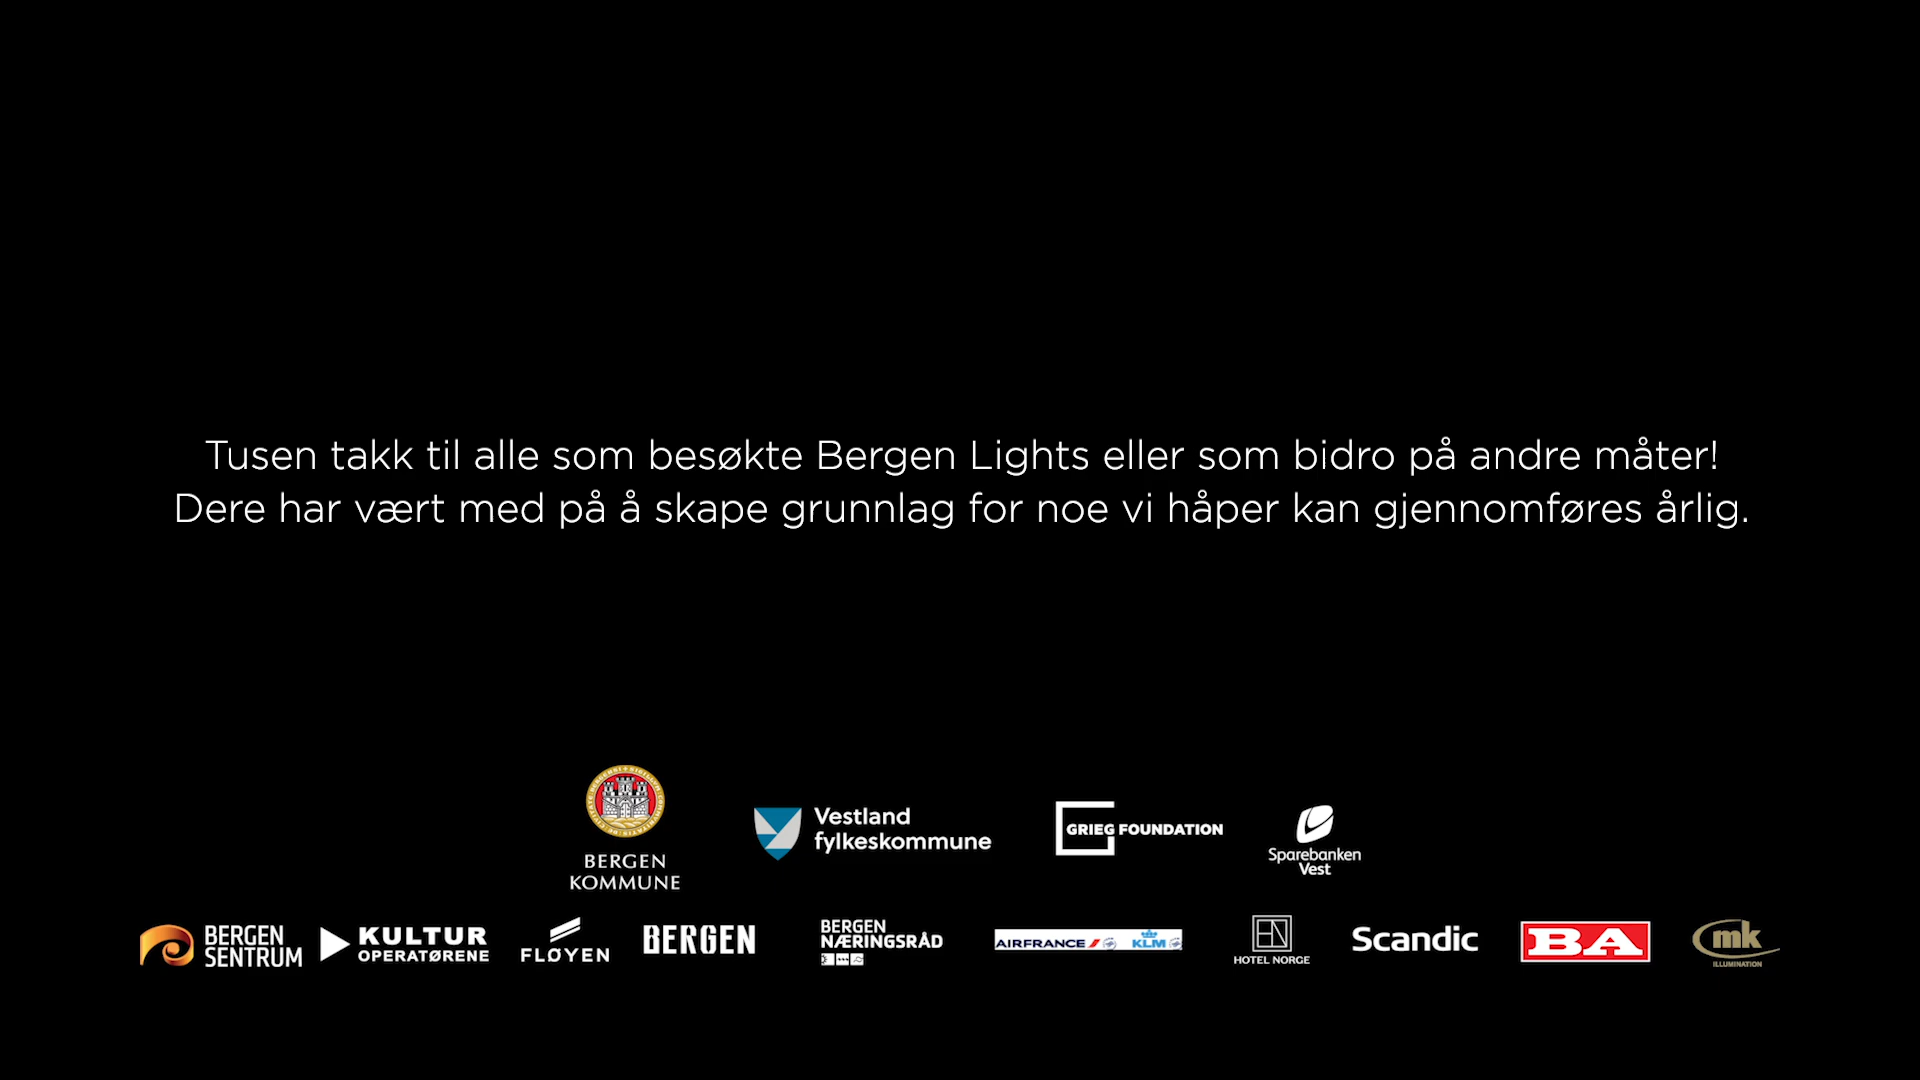 Tusen takk til alle som besøkte Bergen Lights eller som bidro på andre måter!
Dere har vært med på å skape grunnlag for noe vi håper kan gjennomføres årlig.
BERGEN
KOMMUNE
Vestland
fylkeskommune
GRIEG FOUNDATION
Sparebanken
Vest
BERGEN
SENTRUM
KULTUR
OPERATØRENE
FLØYEN
BERGEN
BERGEN
NÆRINGSRÅD
AIRFRANCE KLM
HOTEL NORGE
Scandic
BA
mk
ILLUMINATION